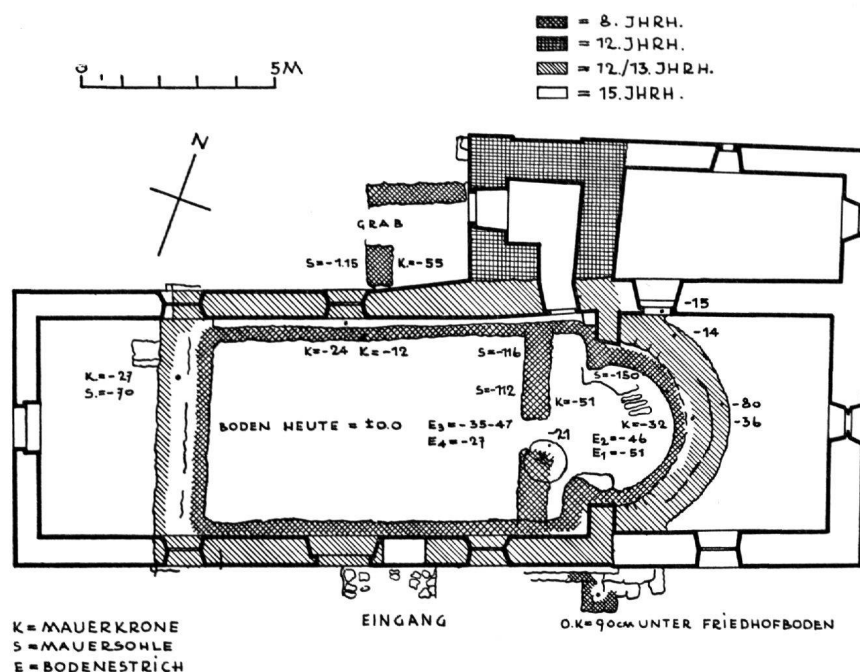 = 8. JHRH.
= 12. JHRH.
= 12./13. JHRH.
= 15. JHRH.
0 5M
N
GRAB
S=-1.15 K=-55
-15
-14
K=-24 K=-12
S=-116
S=-150
K=-27
S.=-70
S=-112
K=-51
-80
-36
BODEN HEUTE = ±0.0
E3=-35-47
E4=-27
-21
K=-32
E2=-46
E1=-51
EINGANG
O.K=90cm UNTER FRIEDHOFBODEN
K= MAUERKRONE
S= MAUERSOHLE
E= BODENESTRICH